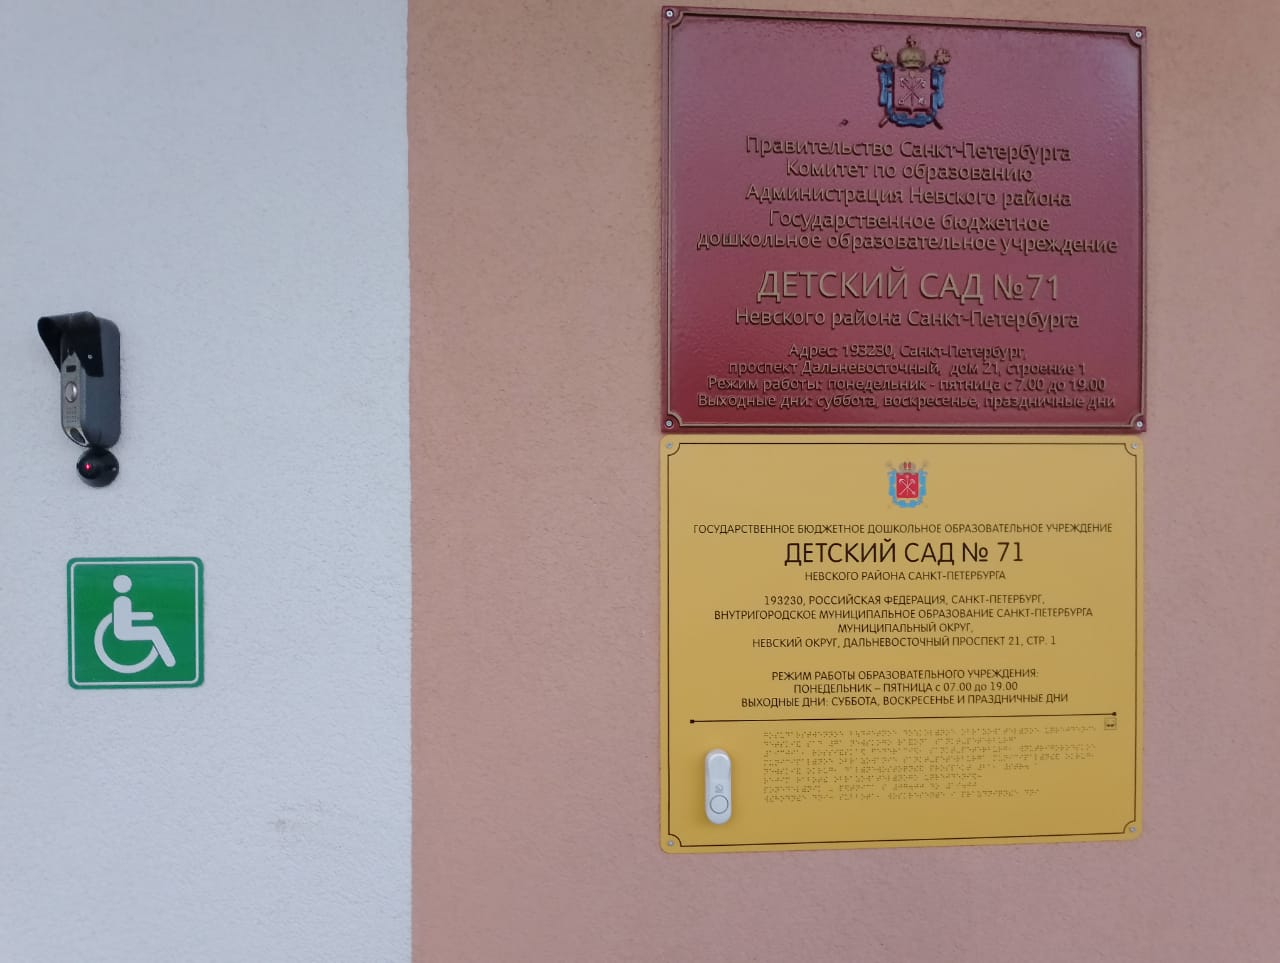 Правительство Санкт-Петербурга
Комитет по образованию
Администрация Невского района
Государственное бюджетное
дошкольное образовательное учреждение
ДЕТСКИЙ САД №71
Невского района Санкт-Петербурга
Адрес: 193230, Санкт-Петербург,
проспект Дальневосточный, дом 21, строение 1
Режим работы: понедельник - пятница с 7.00 до 19.00
Выходные дни: суббота, воскресенье, праздничные дни
ГОСУДАРСТВЕННОЕ БЮДЖЕТНОЕ ДОШКОЛЬНОЕ ОБРАЗОВАТЕЛЬНОЕ УЧРЕЖДЕНИЕ
ДЕТСКИЙ САД № 71
НЕВСКОГО РАЙОНА САНКТ-ПЕТЕРБУРГА
193230, РОССИЙСКАЯ ФЕДЕРАЦИЯ, САНКТ-ПЕТЕРБУРГ,
ВНУТРИГОРОДСКОЕ МУНИЦИПАЛЬНОЕ ОБРАЗОВАНИЕ САНКТ-ПЕТЕРБУРГА
МУНИЦИПАЛЬНЫЙ ОКРУГ,
НЕВСКИЙ ОКРУГ, ДАЛЬНЕВОСТОЧНЫЙ ПРОСПЕКТ 21, СТР. 1
РЕЖИМ РАБОТЫ ОБРАЗОВАТЕЛЬНОГО УЧРЕЖДЕНИЯ:
ПОНЕДЕЛЬНИК – ПЯТНИЦА с 07.00 до 19.00
ВЫХОДНЫЕ ДНИ: СУББОТА, ВОСКРЕСЕНЬЕ И ПРАЗДНИЧНЫЕ ДНИ